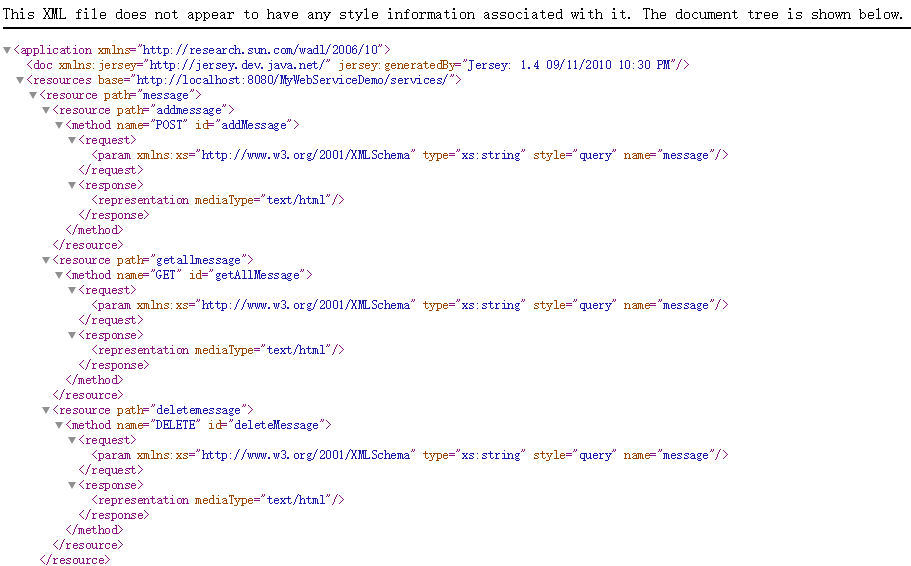 This XML file does not appear to have any style information associated with it. The document tree is shown below.
<application xmlns="http://research.sun.com/wadl/2006/10">
<doc xmlns:jersey="http://jersey.dev.java.net/" jersey:generatedBy="Jersey: 1.4 09/11/2010 10:30 PM"/>
<resources base="http://localhost:8080/MyWebServiceDemo/services/">
<resource path="message">
<resource path="addmessage">
<method name="POST" id="addMessage">
<request>
<param xmlns:xs="http://www.w3.org/2001/XMLSchema" type="xs:string" style="query" name="message"/>
</request>
<response>
<representation mediaType="text/html"/>
</response>
</method>
</resource>
<resource path="getallmessage">
<method name="GET" id="getAllMessage">
<request>
<param xmlns:xs="http://www.w3.org/2001/XMLSchema" type="xs:string" style="query" name="message"/>
</request>
<response>
<representation mediaType="text/html"/>
</response>
</method>
</resource>
<resource path="deletemessage">
<method name="DELETE" id="deleteMessage">
<request>
<param xmlns:xs="http://www.w3.org/2001/XMLSchema" type="xs:string" style="query" name="message"/>
</request>
<response>
<representation mediaType="text/html"/>
</response>
</method>
</resource>
</resource>